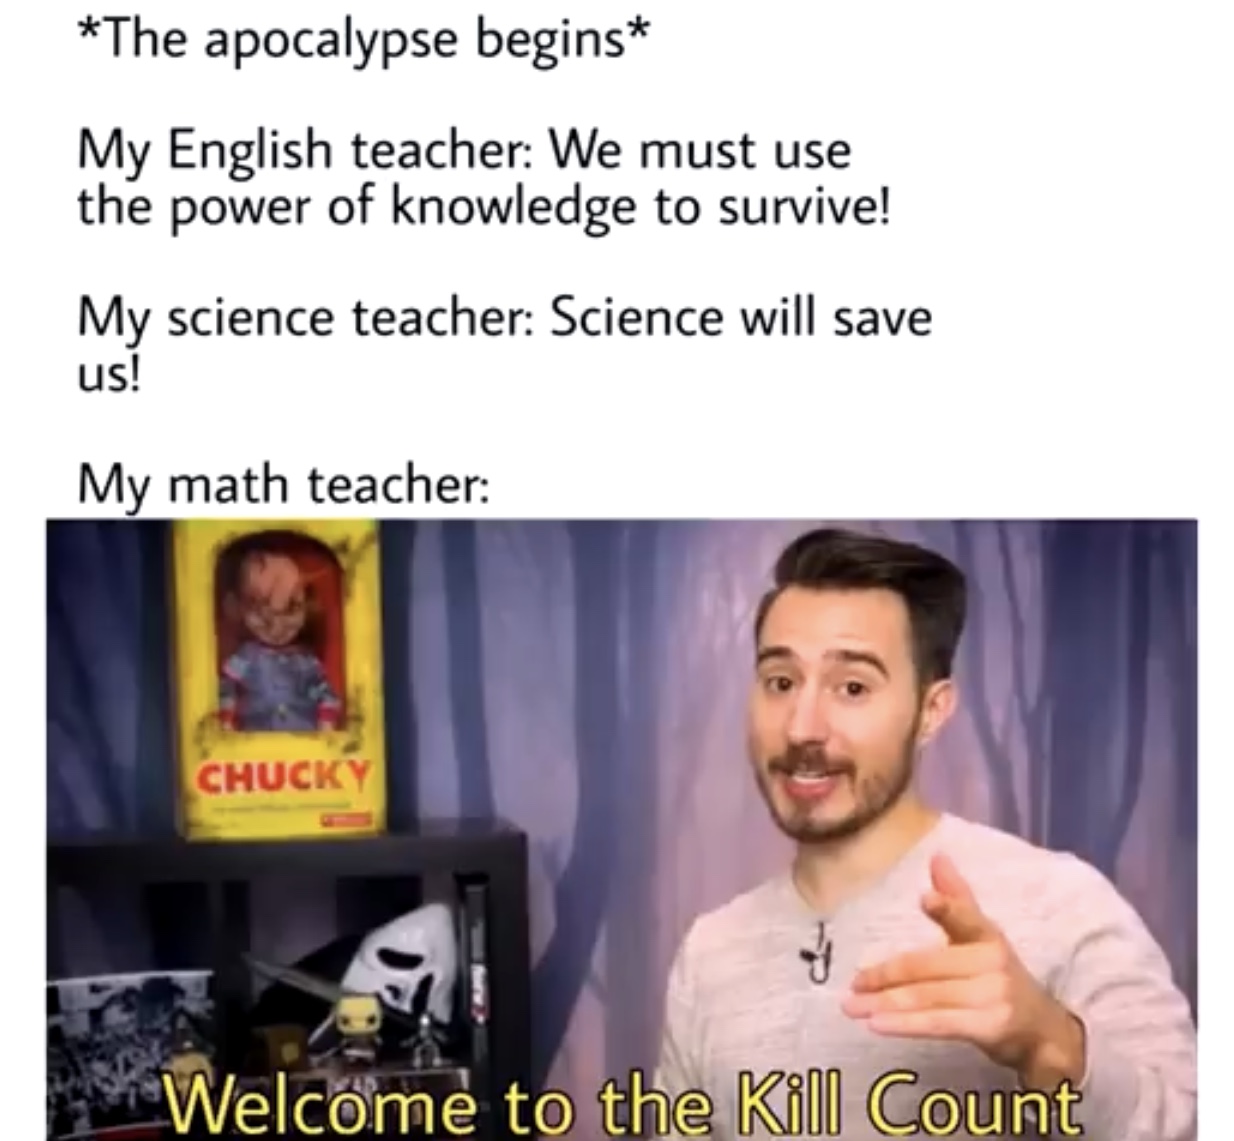 *The apocalypse begins*
My English teacher: We must use
the power of knowledge to survive!
My science teacher: Science will save
us!
My math teacher:
CHUCKY
Welcome to the Kill Count